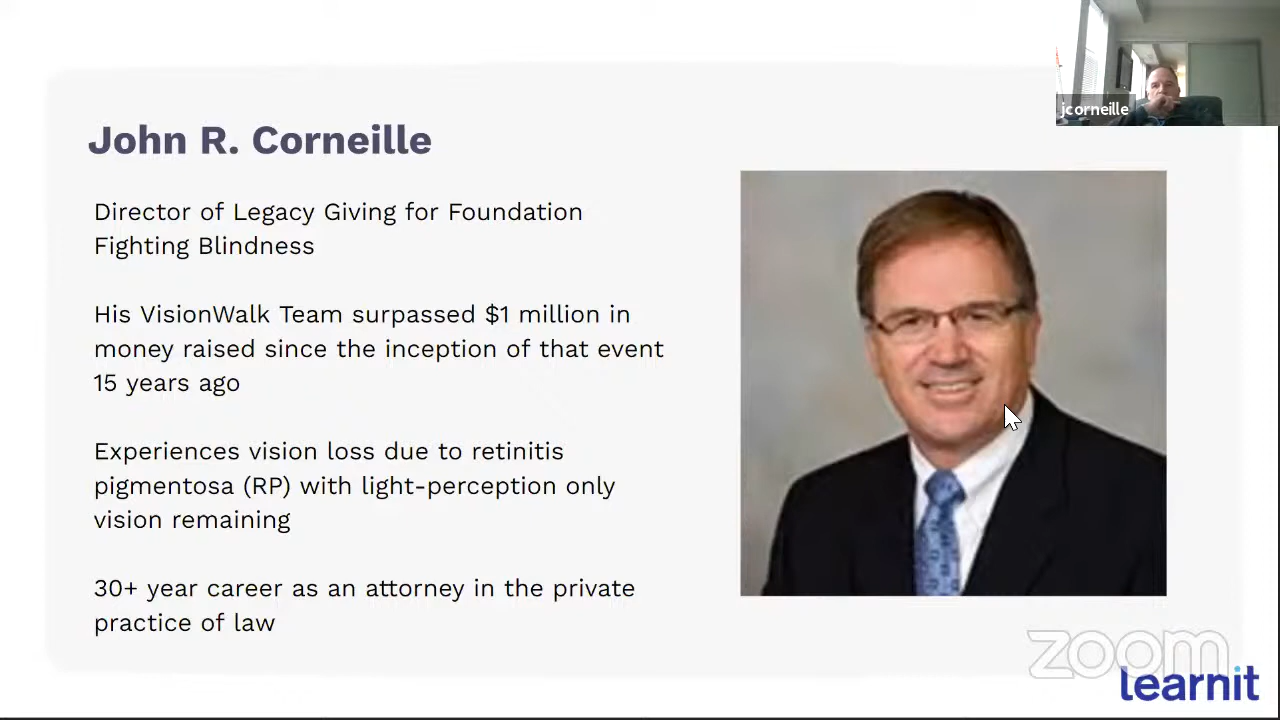 jcorneille
John R. Corneille
Director of Legacy Giving for Foundation
Fighting Blindness
His VisionWalk Team surpassed $1 million in
money raised since the inception of that event
15 years ago
Experiences vision loss due to retinitis
pigmentosa (RP) with light-perception only
vision remaining
30+ year career as an attorney in the private
practice of law
zoom
learnit